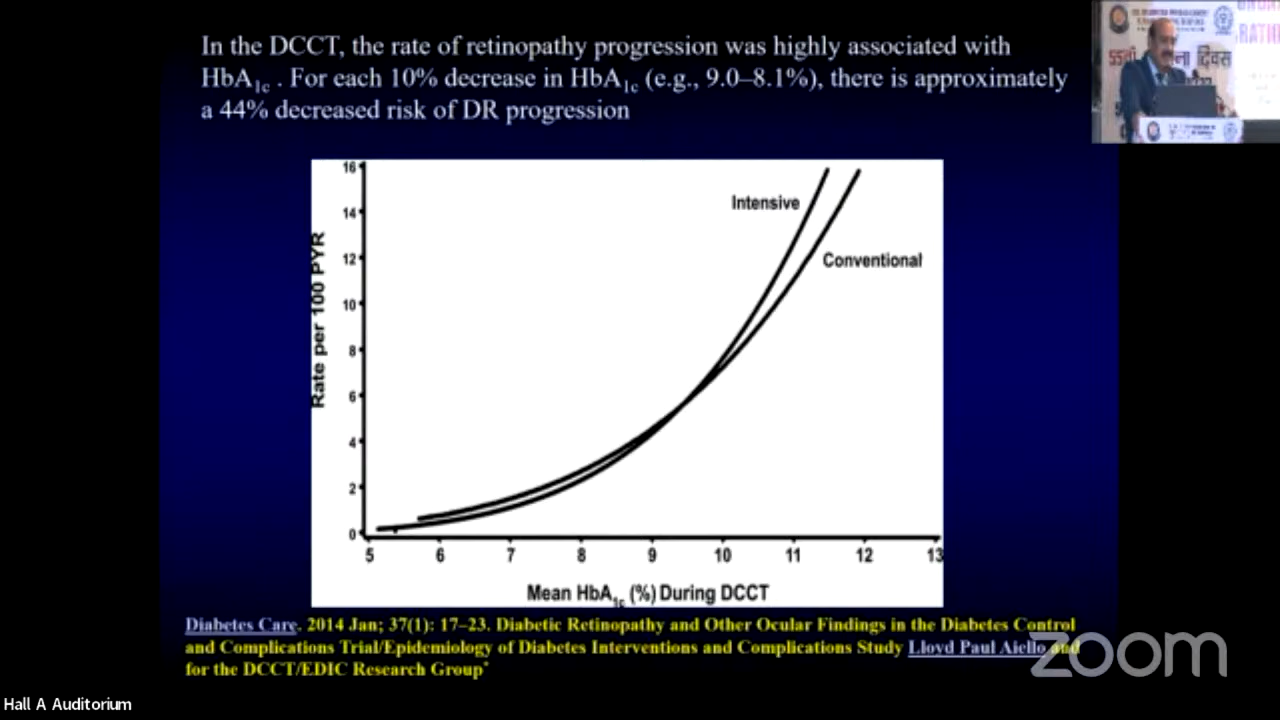 In the DCCT, the rate of retinopathy progression was highly associated with
HbA1c . For each 10% decrease in HbA1c (e.g., 9.0–8.1%), there is approximately
a 44% decreased risk of DR progression
Rate per 100 PYR
16
14
12
10
8
6
4
2
0
Intensive
Conventional
5 6 7 8 9 10 11 12 13
Mean HbA1c (%) During DCCT
Diabetes Care. 2014 Jan; 37(1): 17–23. Diabetic Retinopathy and Other Ocular Findings in the Diabetes Control
and Complications Trial/Epidemiology of Diabetes Interventions and Complications Study Lloyd Paul Aiello and
for the DCCT/EDIC Research Group*
zoom
Hall A Auditorium
55वां
दिवस